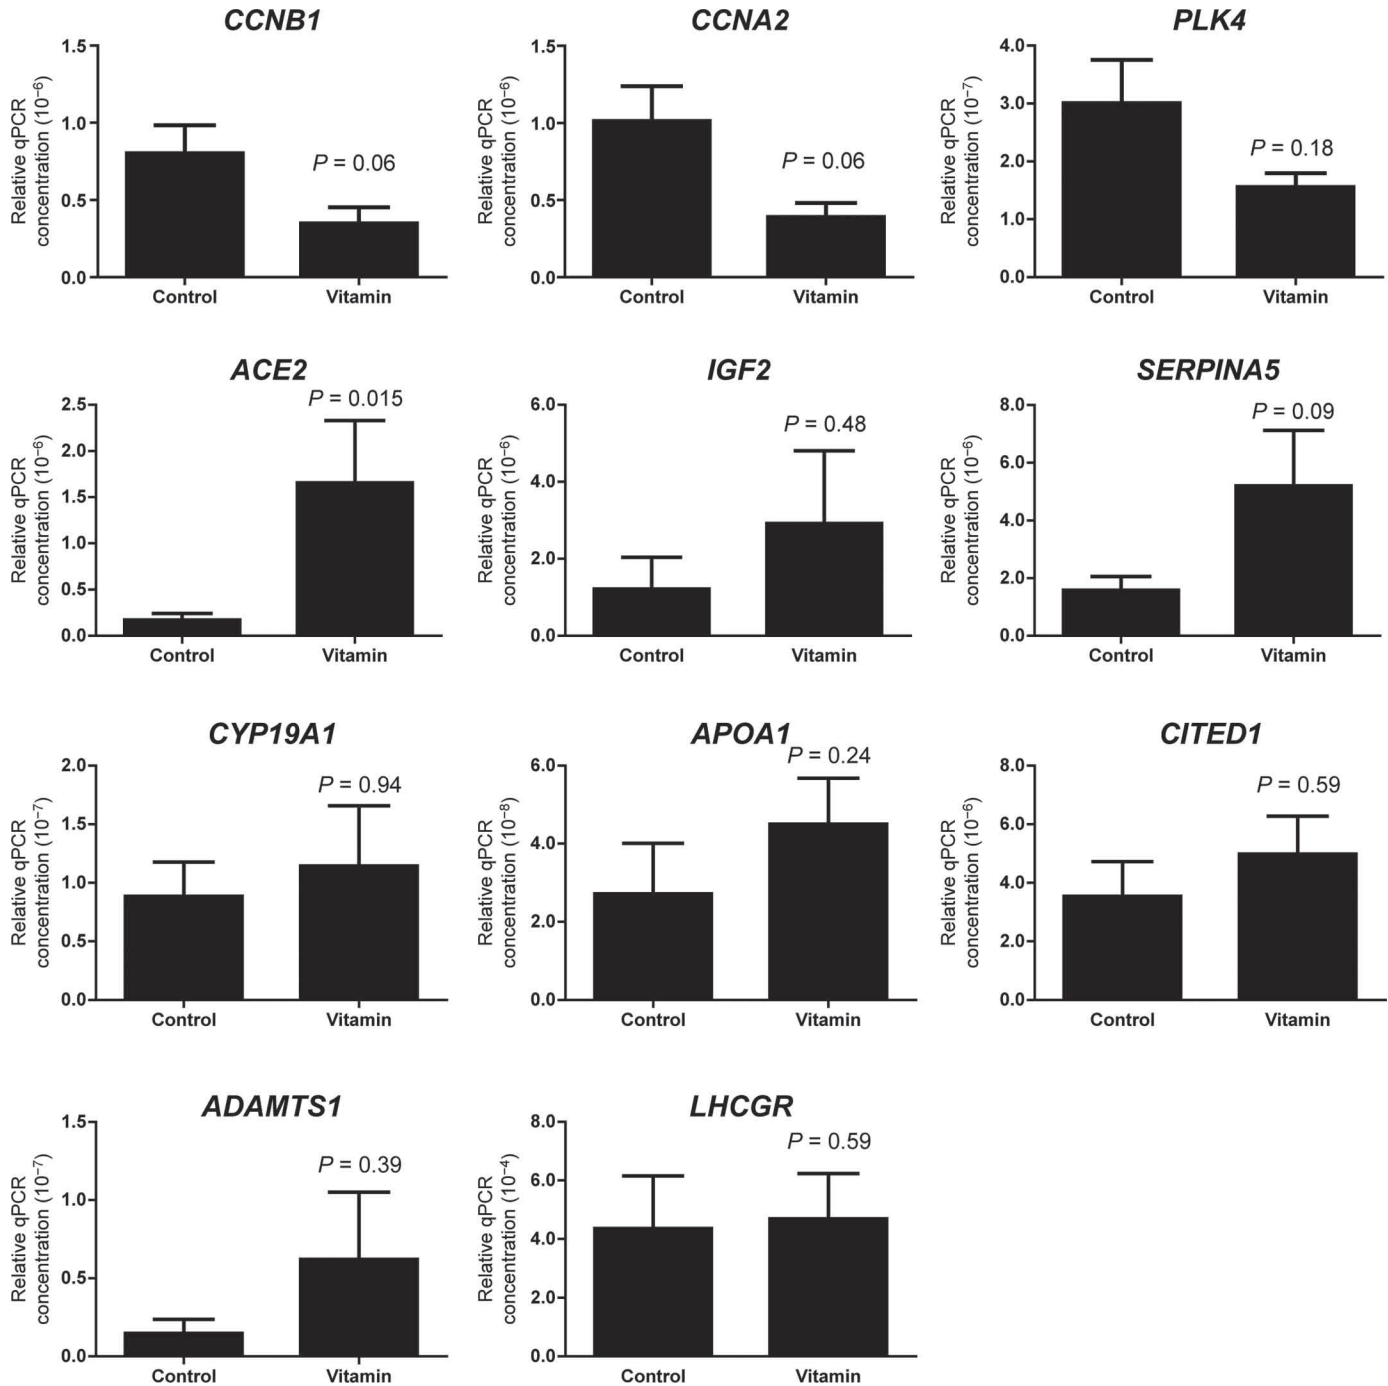 CCNB1
Relative qPCR
concentration (10⁻⁶)
1.5
1.0
0.5
0.0
P = 0.06
Control
Vitamin
CCNA2
Relative qPCR
concentration (10⁻⁶)
1.5
1.0
0.5
0.0
P = 0.06
Control
Vitamin
PLK4
Relative qPCR
concentration (10⁻⁷)
4.0
3.0
2.0
1.0
0.0
P = 0.18
Control
Vitamin
ACE2
Relative qPCR
concentration (10⁻⁶)
2.5
2.0
1.5
1.0
0.5
0.0
P = 0.015
Control
Vitamin
IGF2
Relative qPCR
concentration (10⁻⁶)
6.0
4.0
2.0
0.0
P = 0.48
Control
Vitamin
SERPINA5
Relative qPCR
concentration (10⁻⁶)
8.0
6.0
4.0
2.0
0.0
P = 0.09
Control
Vitamin
CYP19A1
Relative qPCR
concentration (10⁻⁷)
2.0
1.5
1.0
0.5
0.0
P = 0.94
Control
Vitamin
APOA1
Relative qPCR
concentration (10⁻⁸)
6.0
4.0
2.0
0.0
P = 0.24
Control
Vitamin
CITED1
Relative qPCR
concentration (10⁻⁶)
8.0
6.0
4.0
2.0
0.0
P = 0.59
Control
Vitamin
ADAMTS1
Relative qPCR
concentration (10⁻⁷)
1.5
1.0
0.5
0.0
P = 0.39
Control
Vitamin
LHCGR
Relative qPCR
concentration (10⁻⁴)
8.0
6.0
4.0
2.0
0.0
P = 0.59
Control
Vitamin